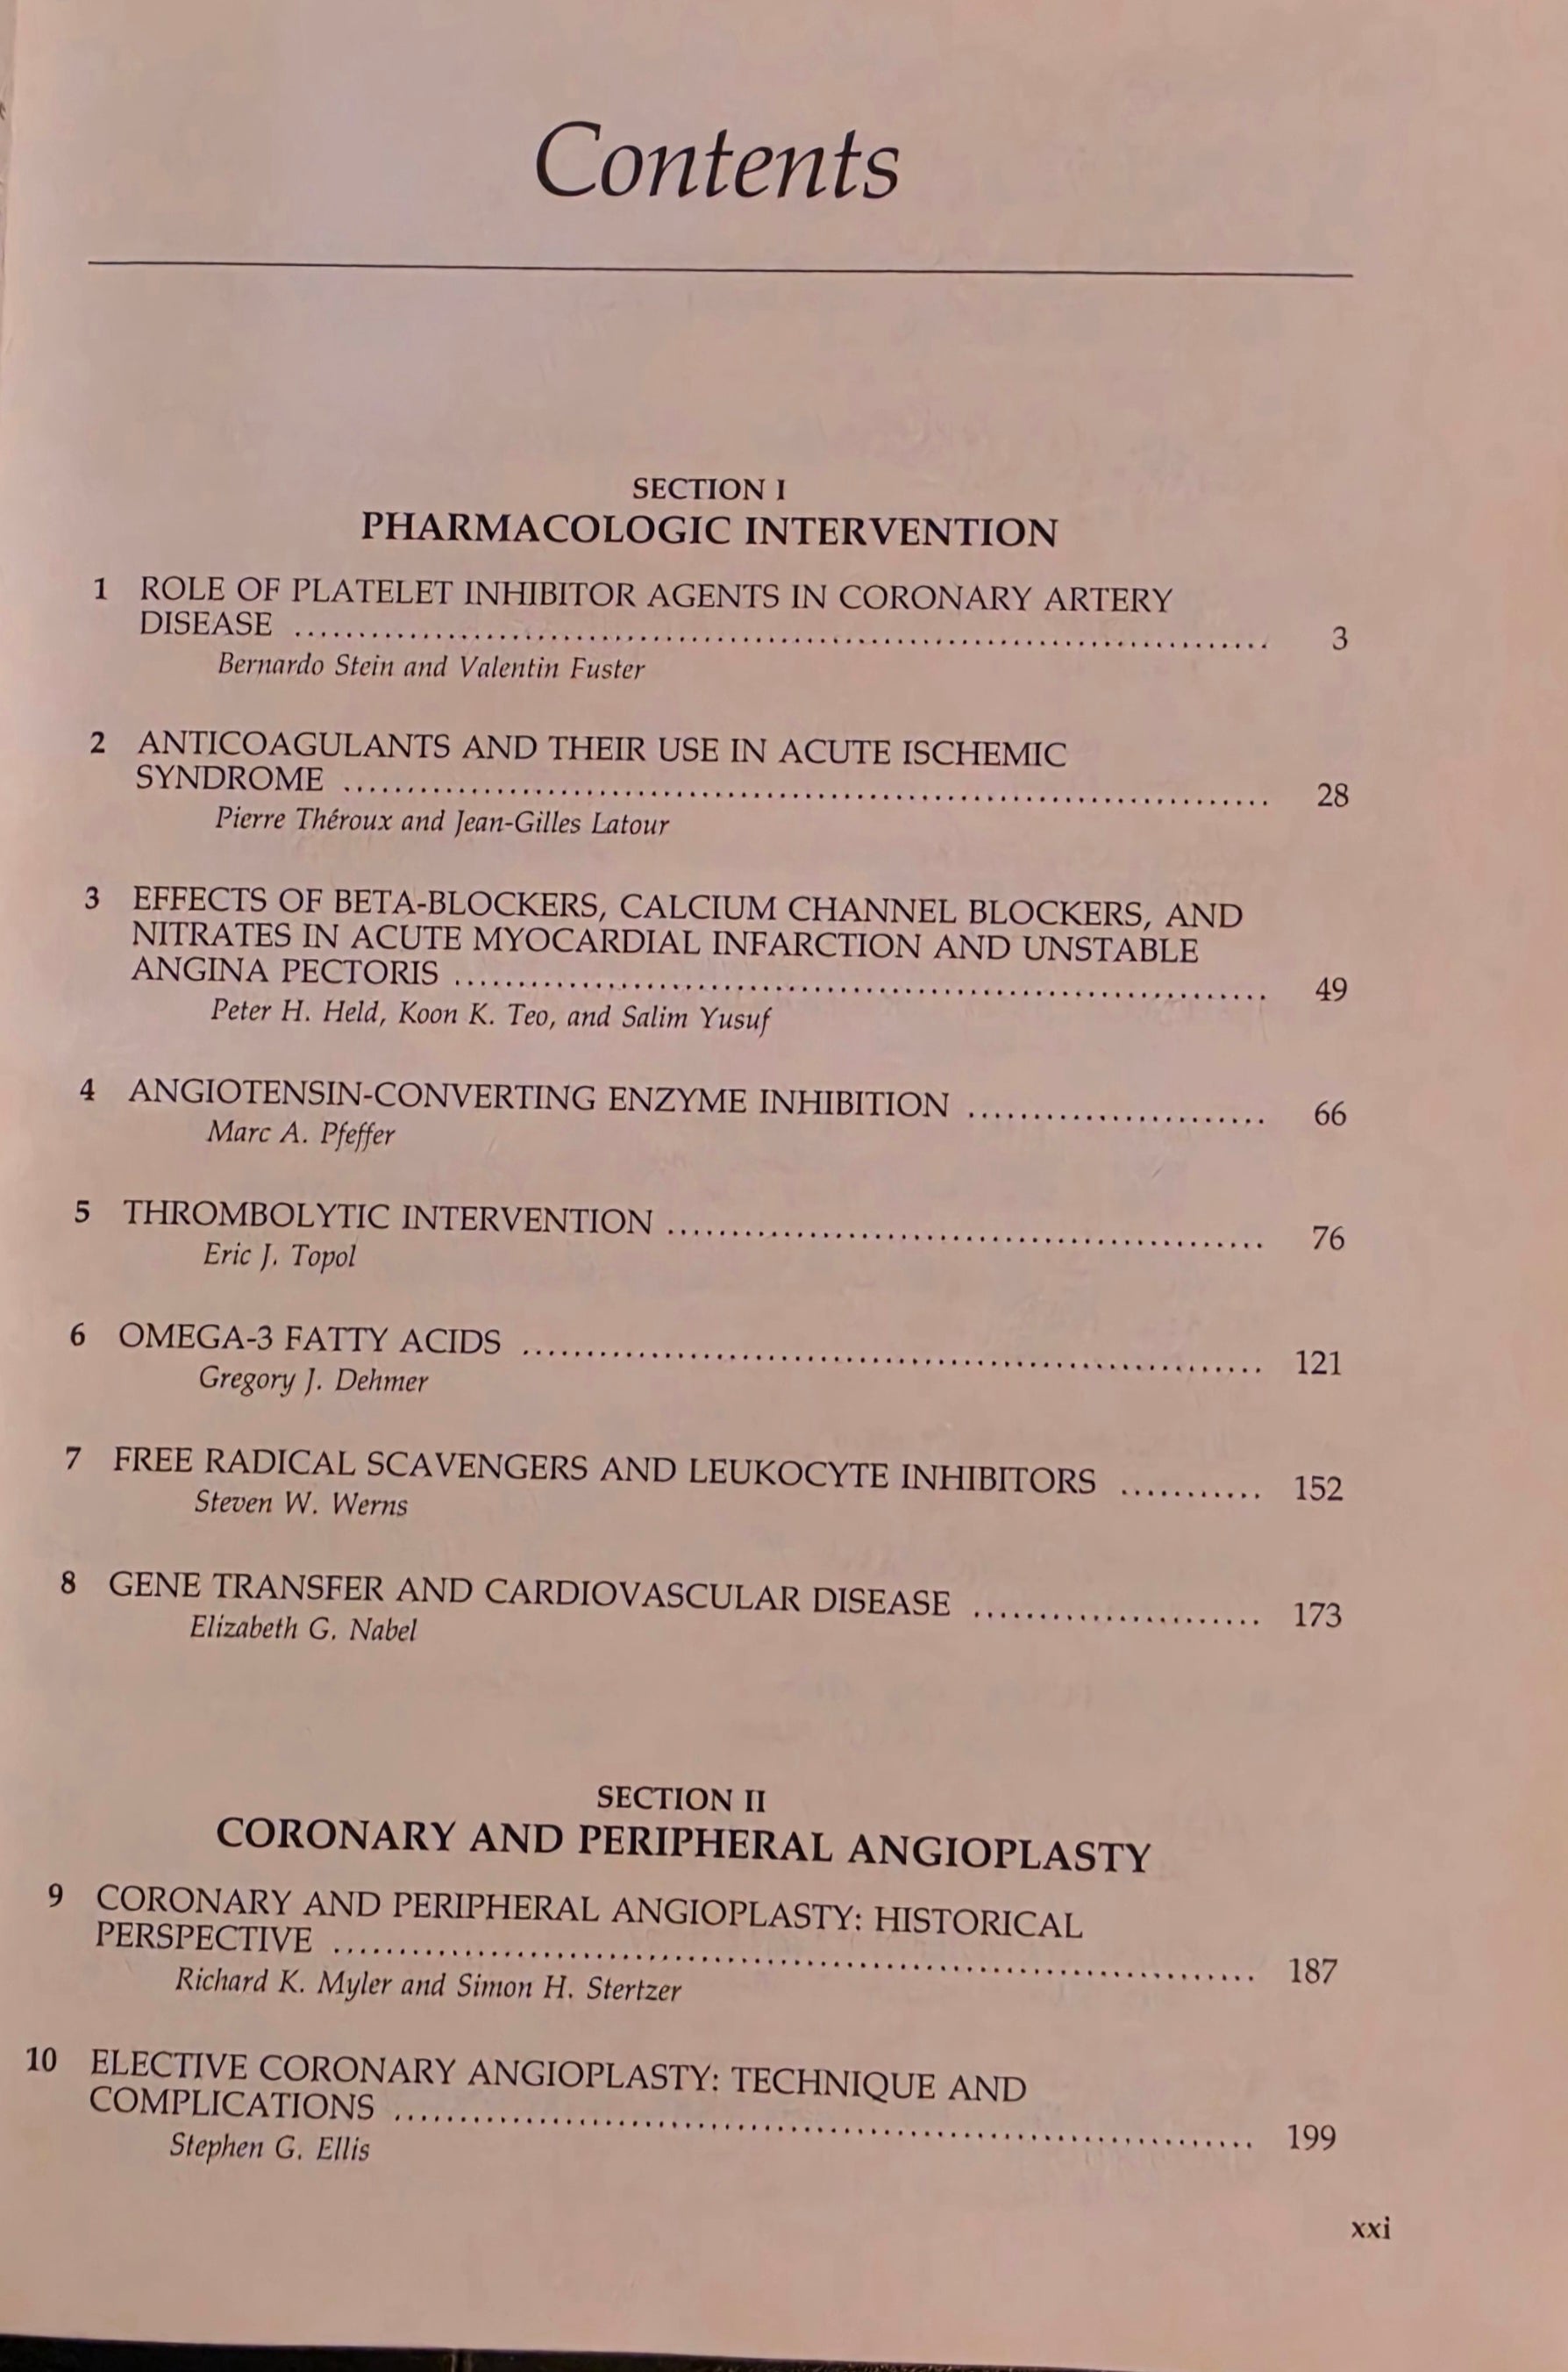 Contents
SECTION I
PHARMACOLOGIC INTERVENTION
1 ROLE OF PLATELET INHIBITOR AGENTS IN CORONARY ARTERY
DISEASE ........................................................................ 3
Bernardo Stein and Valentin Fuster
2 ANTICOAGULANTS AND THEIR USE IN ACUTE ISCHEMIC
SYNDROME .................................................................... 28
Pierre Théroux and Jean-Gilles Latour
3 EFFECTS OF BETA-BLOCKERS, CALCIUM CHANNEL BLOCKERS, AND
NITRATES IN ACUTE MYOCARDIAL INFARCTION AND UNSTABLE
ANGINA PECTORIS ............................................................ 49
Peter H. Held, Koon K. Teo, and Salim Yusuf
4 ANGIOTENSIN-CONVERTING ENZYME INHIBITION ...................... 66
Marc A. Pfeffer
5 THROMBOLYTIC INTERVENTION ............................................ 76
Eric J. Topol
6 OMEGA-3 FATTY ACIDS ...................................................... 121
Gregory J. Dehmer
7 FREE RADICAL SCAVENGERS AND LEUKOCYTE INHIBITORS ........... 152
Steven W. Werns
8 GENE TRANSFER AND CARDIOVASCULAR DISEASE ...................... 173
Elizabeth G. Nabel
SECTION II
CORONARY AND PERIPHERAL ANGIOPLASTY
9 CORONARY AND PERIPHERAL ANGIOPLASTY: HISTORICAL
PERSPECTIVE .................................................................... 187
Richard K. Myler and Simon H. Stertzer
10 ELECTIVE CORONARY ANGIOPLASTY: TECHNIQUE AND
COMPLICATIONS ................................................................ 199
Stephen G. Ellis
xxi